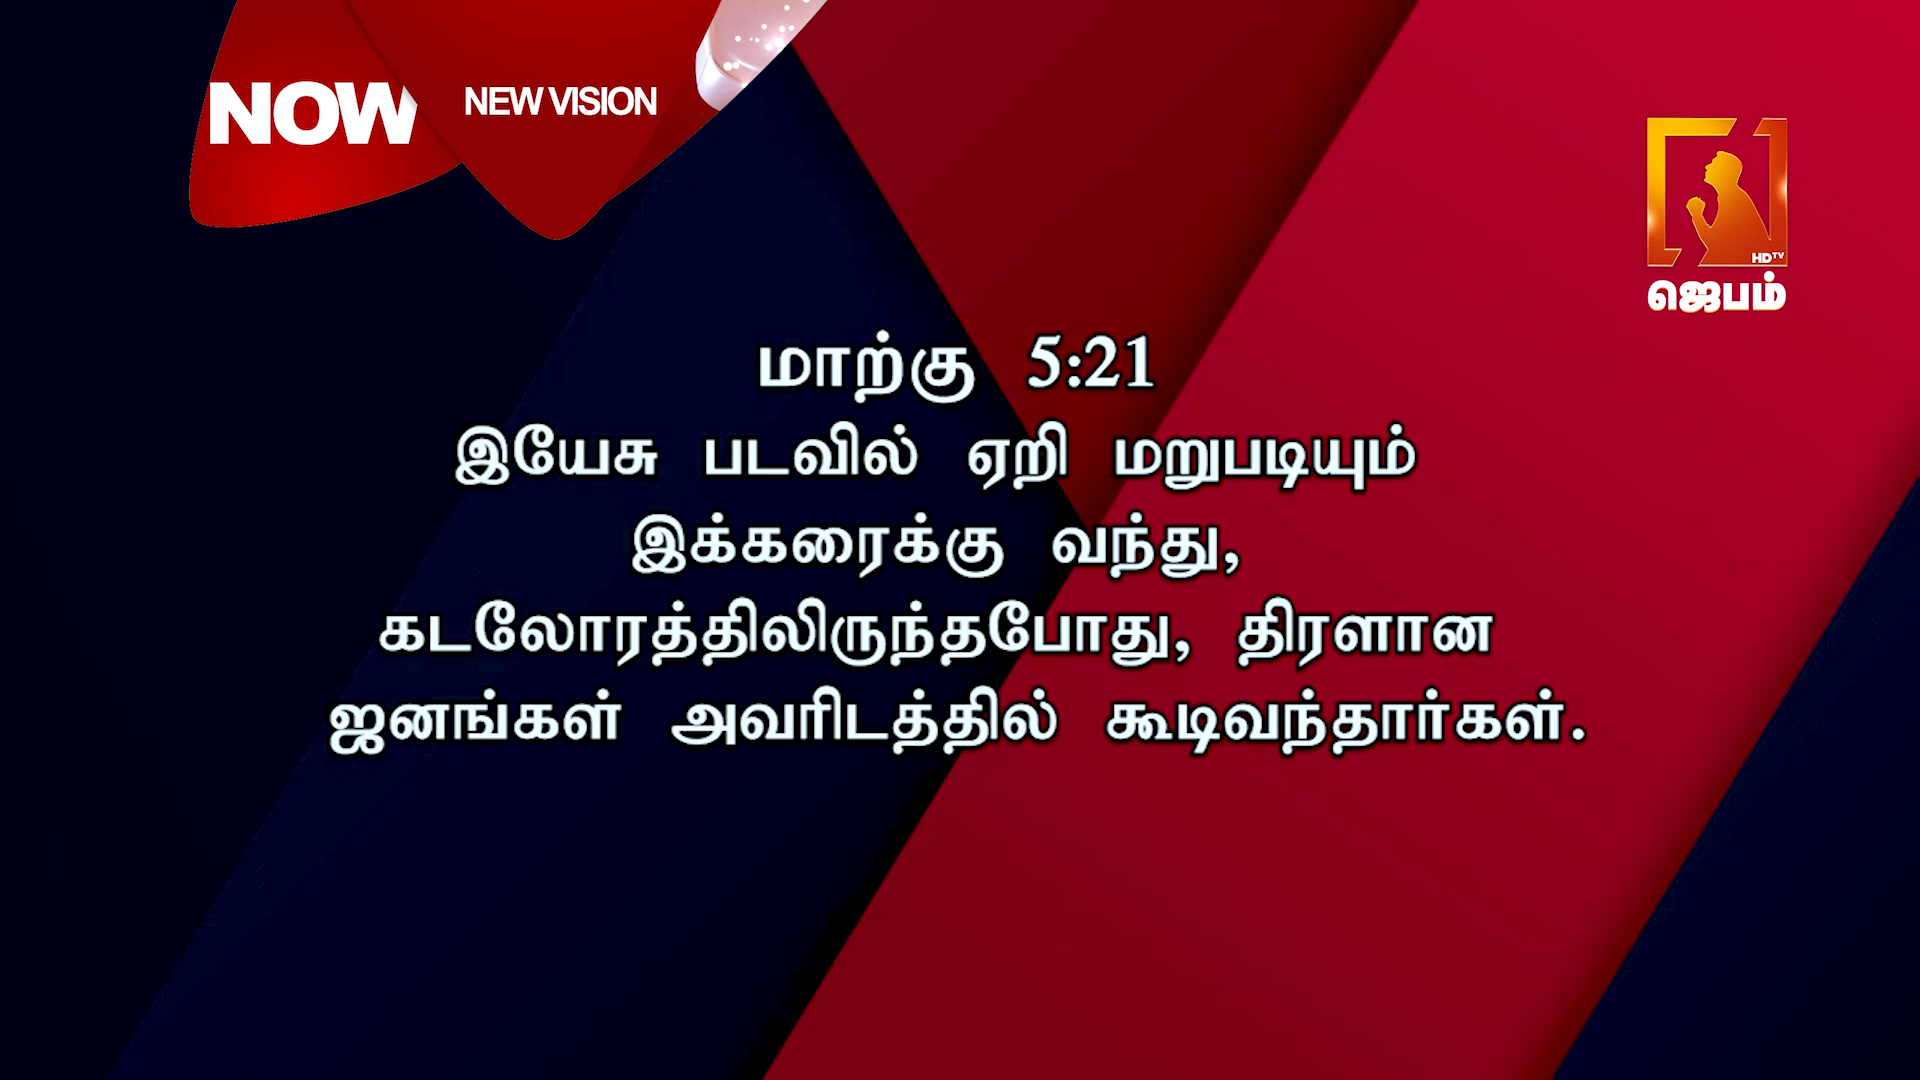 NOW NEW VISION
HDTV
ஜெபம்
மாற்கு 5:21
இயேசு படவில் ஏறி மறுபடியும்
இக்கரைக்கு வந்து,
கடலோரத்திலிருந்தபோது, திரளான
ஜனங்கள் அவரிடத்தில் கூடிவந்தார்கள்.